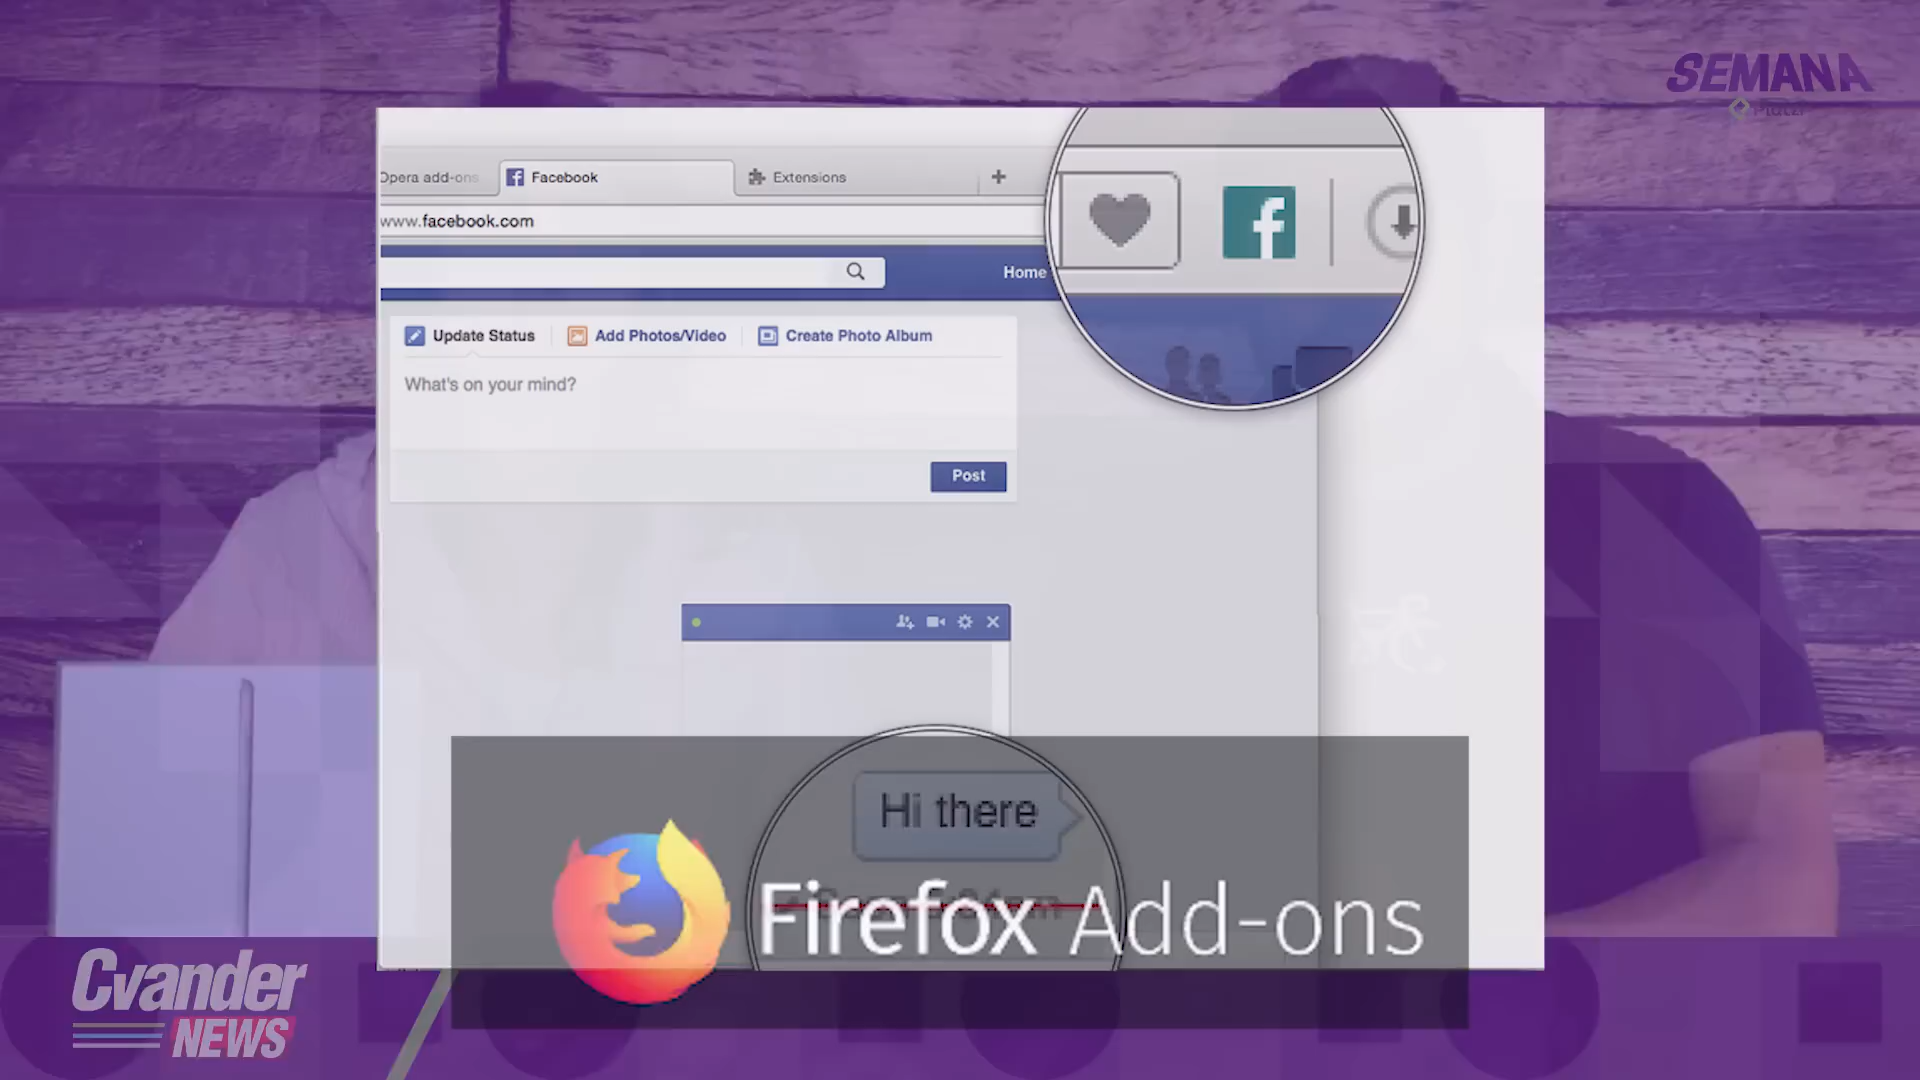 SEMANA
Platzi
Opera add-ons
Facebook
Extensions
www.facebook.com
Home
Update Status
Add Photos/Video
Create Photo Album
What's on your mind?
Post
Hi there
Firefox Add-ons
Cvander
NEWS